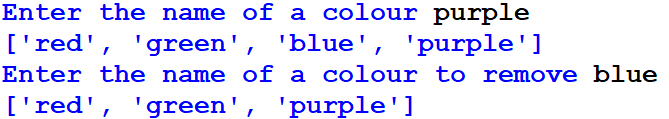 Enter the name of a colour purple
['red', 'green', 'blue', 'purple']
Enter the name of a colour to remove blue
['red', 'green', 'purple']